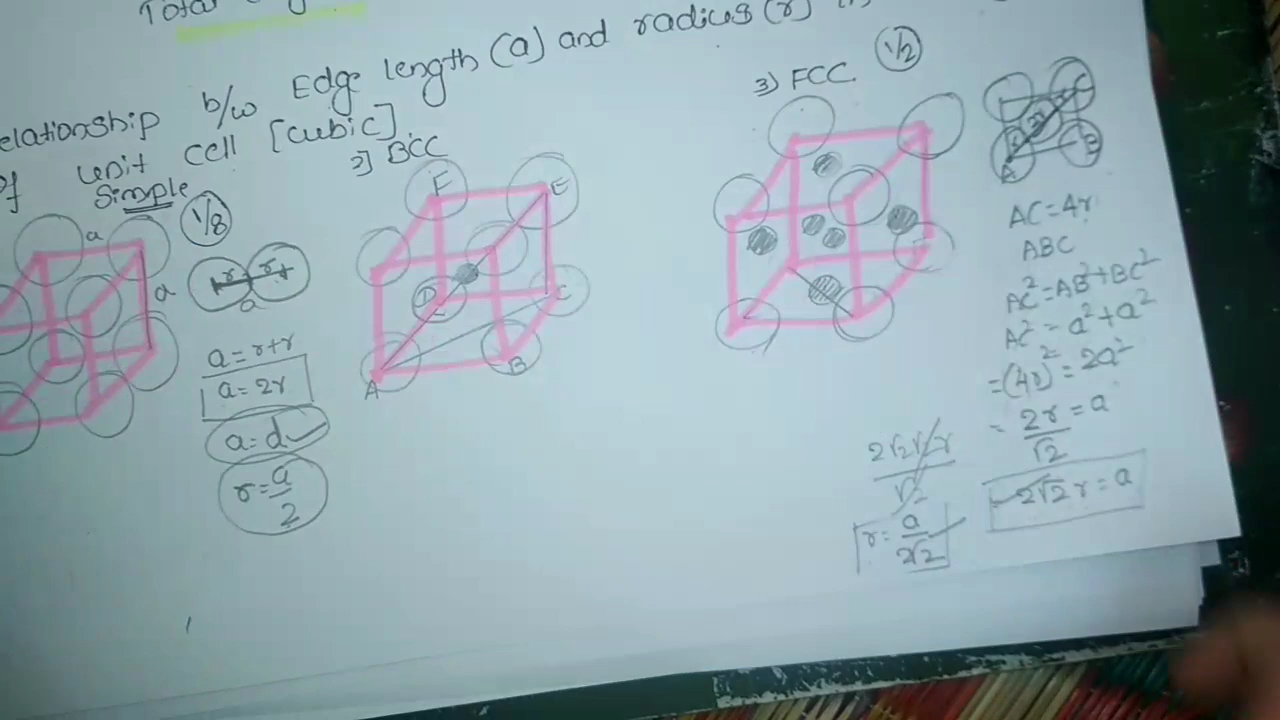 Total
elationship b/w Edge length (a) and radius (r)
of unit cell [cubic].
Simple
1/8
a
a
r r
a
a = r+r
a = 2r
a = d
r = a/2
2) BCC
F E
D C
A B
3) FCC 1/2
C
A B
AC = 4r
ABC
AC² = AB² + BC²
AC² = a² + a²
= (4r)² = 2a²
= 2r/√2 = a
2√2 r = a
r = a/2√2